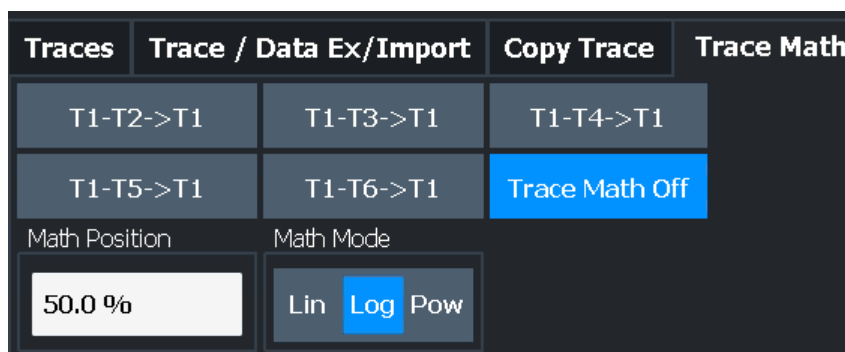 Traces Trace / Data Ex/Import Copy Trace Trace Math
T1-T2->T1 T1-T3->T1 T1-T4->T1
T1-T5->T1 T1-T6->T1 Trace Math Off
Math Position Math Mode
50.0 % Lin Log Pow